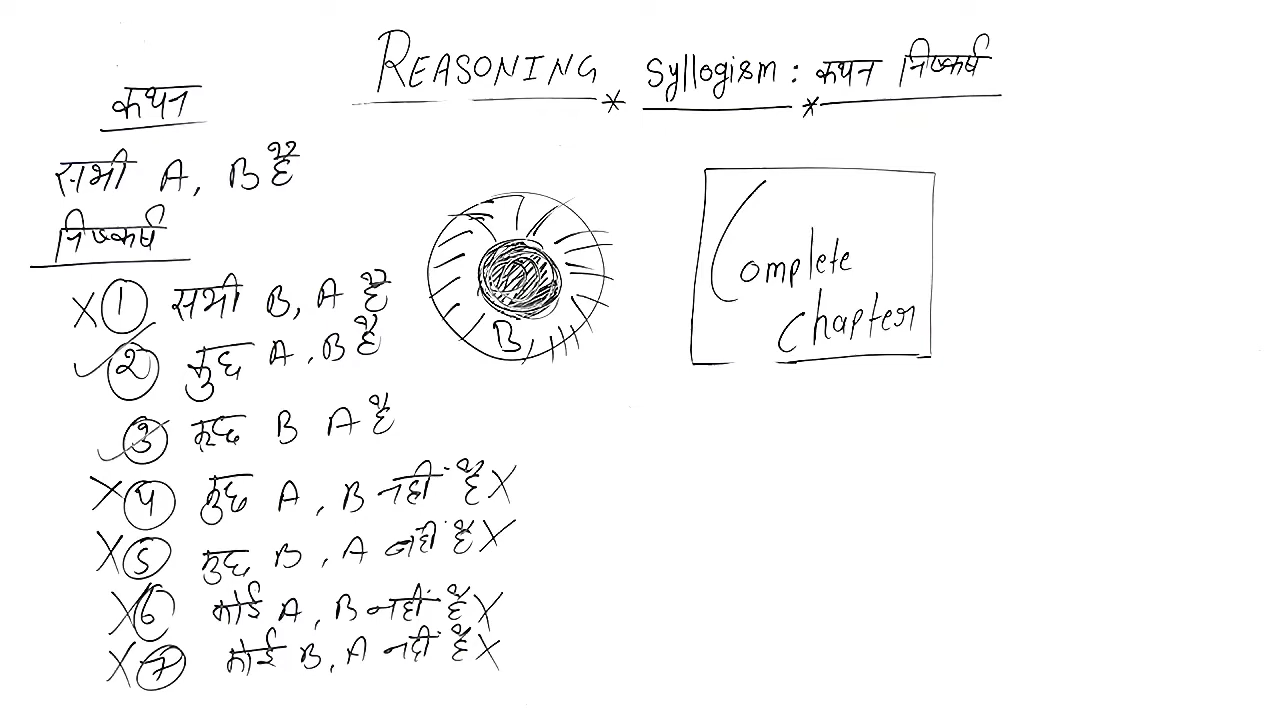 REASONING * Syllogism : * कथन निष्कर्ष
कथन
सभी A, B है
निष्कर्ष
X 1 सभी B, A है
2 कुछ A, B है
3 कुछ B A है
X 4 कुछ A, B नहीं है X
X 5 कुछ B, A नहीं है X
X 6 कोई A, B नहीं है X
X 7 कोई B, A नहीं है X
B
Complete
chapter